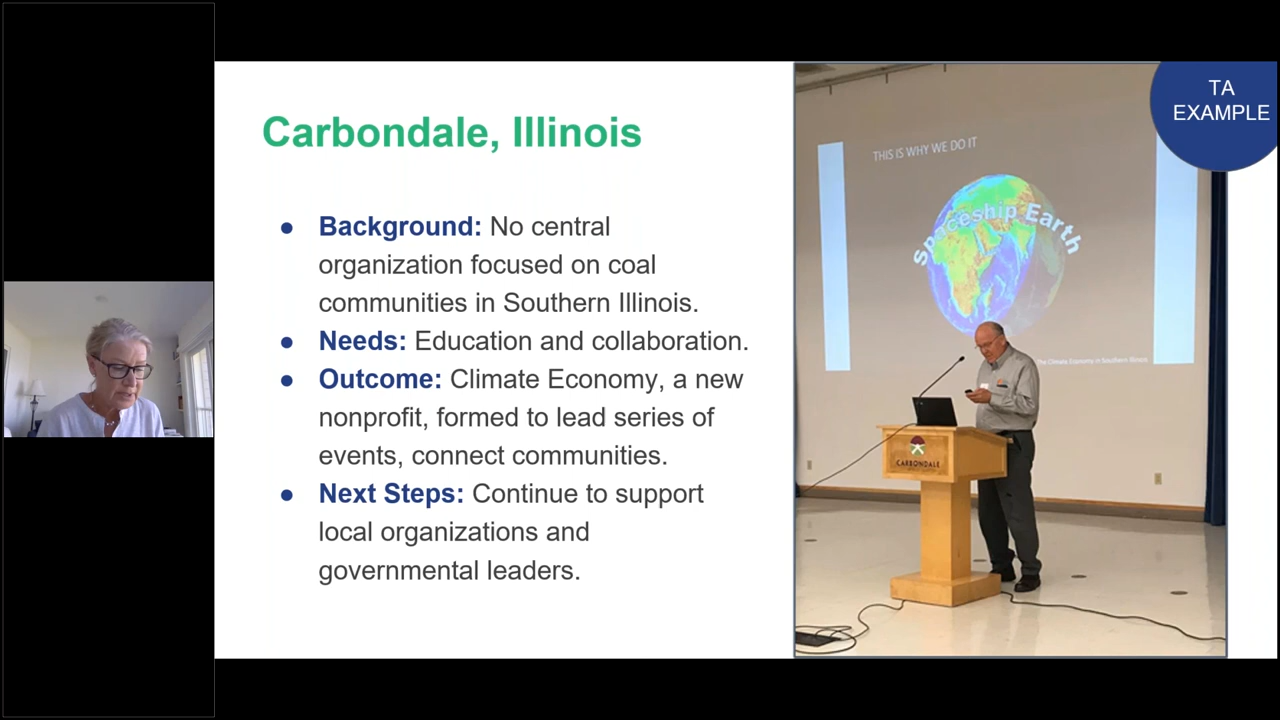 Carbondale, Illinois
● Background: No central
organization focused on coal
communities in Southern Illinois.
● Needs: Education and collaboration.
● Outcome: Climate Economy, a new
nonprofit, formed to lead series of
events, connect communities.
● Next Steps: Continue to support
local organizations and
governmental leaders.
TA
EXAMPLE
THIS IS WHY WE DO IT
Spaceship Earth
The Climate Economy in Southern Illinois
CARBONDALE